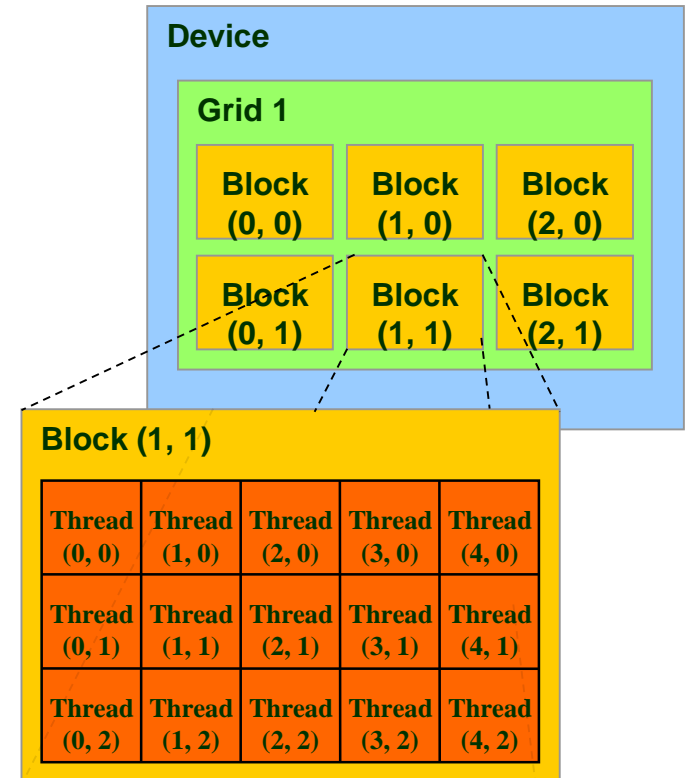 Device
Grid 1
Block Block Block
(0, 0) (1, 0) (2, 0)
Block Block Block
(0, 1) (1, 1) (2, 1)
Block (1, 1)
Thread Thread Thread Thread Thread
(0, 0) (1, 0) (2, 0) (3, 0) (4, 0)
Thread Thread Thread Thread Thread
(0, 1) (1, 1) (2, 1) (3, 1) (4, 1)
Thread Thread Thread Thread Thread
(0, 2) (1, 2) (2, 2) (3, 2) (4, 2)